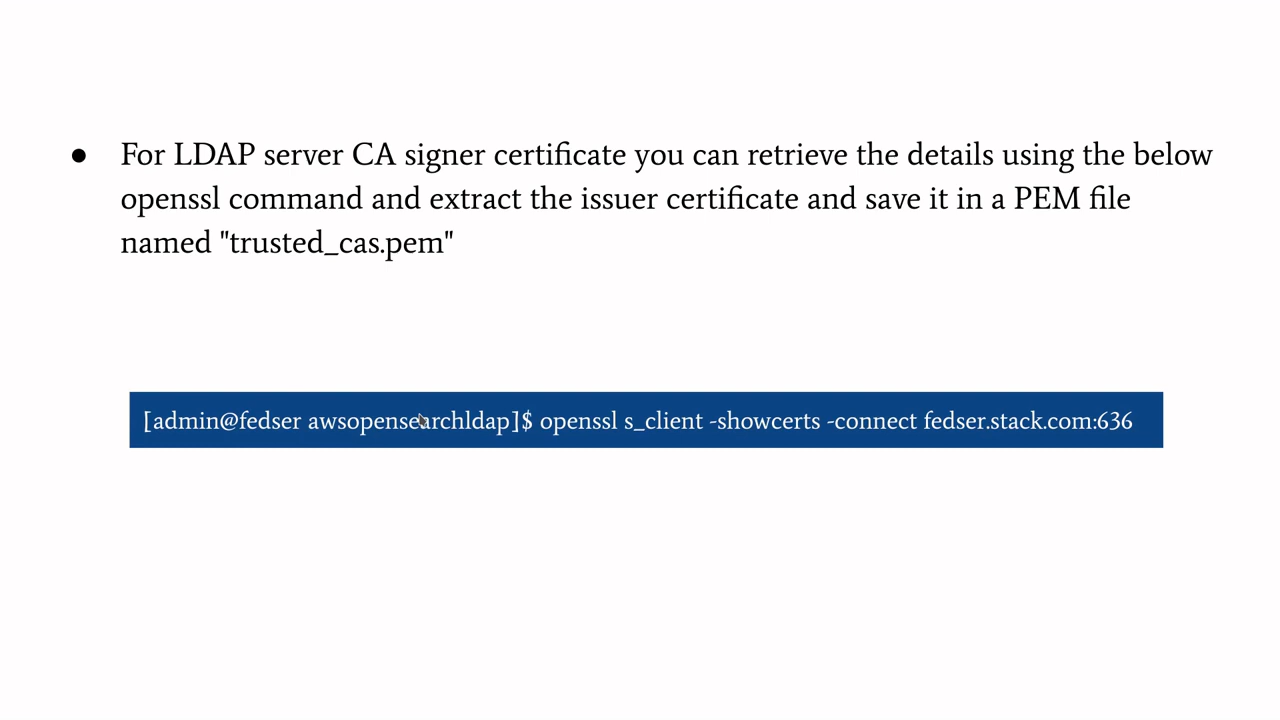 ● For LDAP server CA signer certificate you can retrieve the details using the below
openssl command and extract the issuer certificate and save it in a PEM file
named "trusted_cas.pem"
[admin@fedser awsopensearchldap]$ openssl s_client -showcerts -connect fedser.stack.com:636